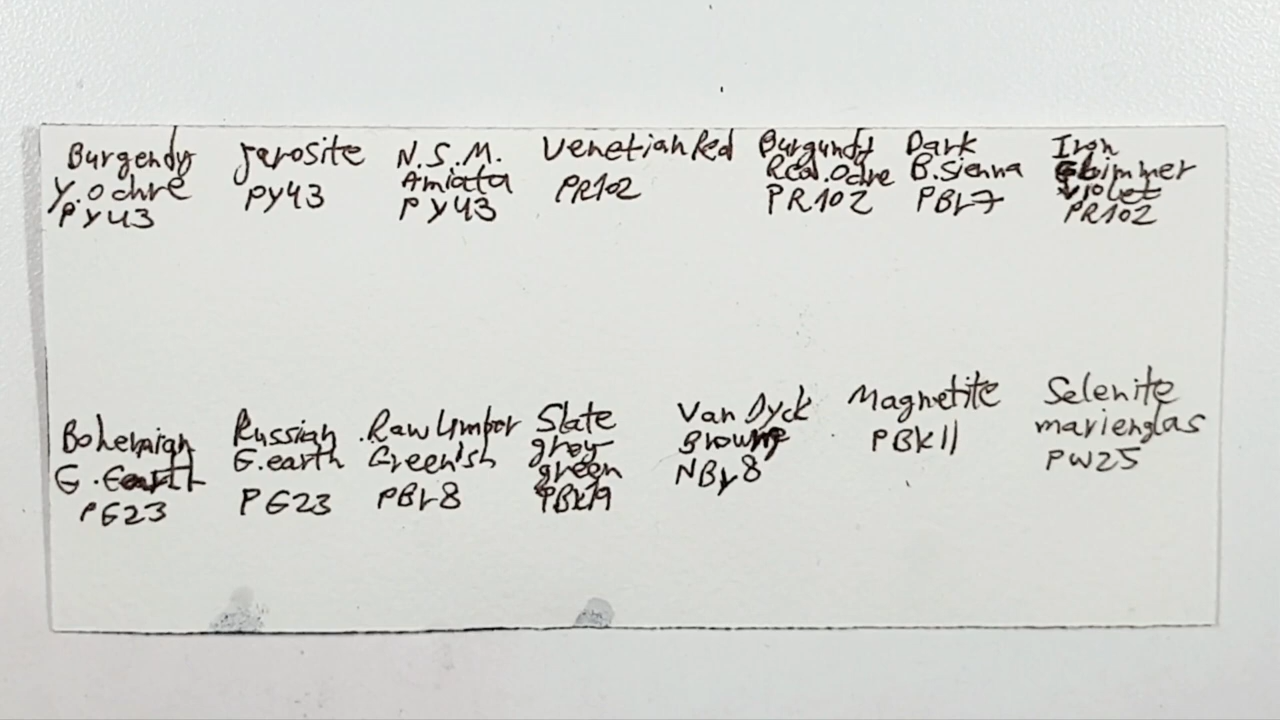 Burgendy
Y. Ochre
PY43
Jarosite
PY43
N.S.M.
Amiata
PY43
Venetian Red
PR102
Burgundy
Red. Ochre
PR102
Dark
B. Sienna
PBr7
Iron
Glimmer
Violet
PR102
Bohemian
G. Earth
PG23
Russian
G. earth
PG23
Raw Umbor
Greenish
PBr8
Slate
grey
green
PBk19
Van Dyck
Browne
NBr8
Magnetite
PBk11
Selenite
marienglas
PW25